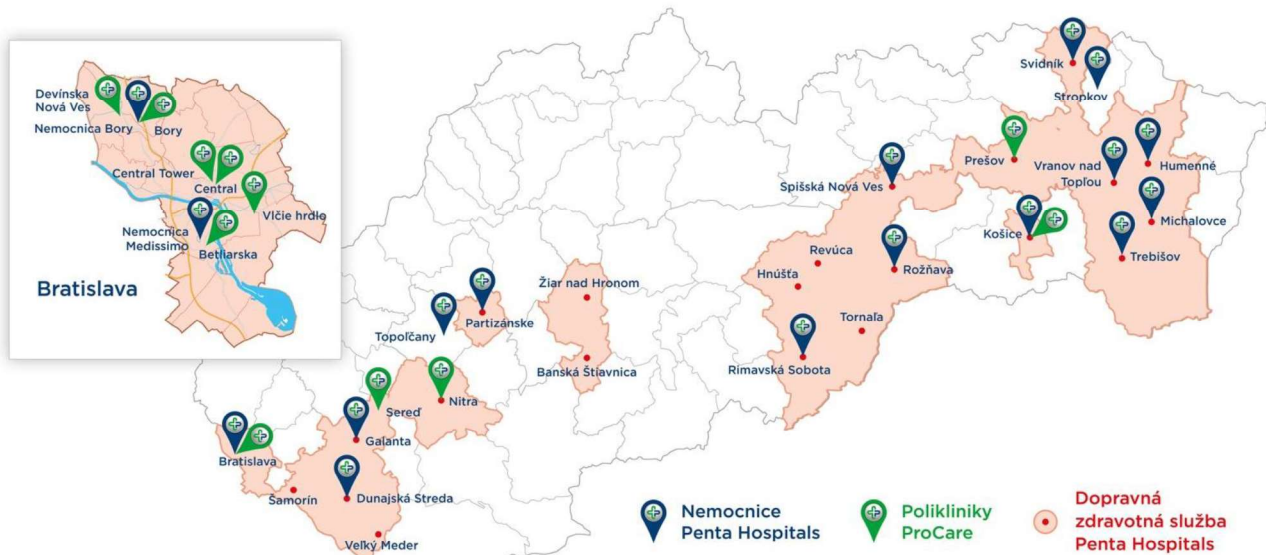 Devínska
Nová Ves
Nemocnica Bory
Bory
Central Tower
Central
Vlčie hrdlo
Nemocnica
Medissimo
Betliarska
Bratislava
Svidník
Stropkov
Prešov
Vranov nad
Topľou
Humenné
Spišská Nová Ves
Michalovce
Košice
Trebišov
Revúca
Rožňava
Hnúšťa
Žiar nad Hronom
Tornaľa
Partizánske
Topoľčany
Banská Štiavnica
Rimavská Sobota
Sereď
Nitra
Galanta
Bratislava
Šamorín
Dunajská Streda
Veľký Meder
Nemocnice
Penta Hospitals
Polikliniky
ProCare
Dopravná
zdravotná služba
Penta Hospitals